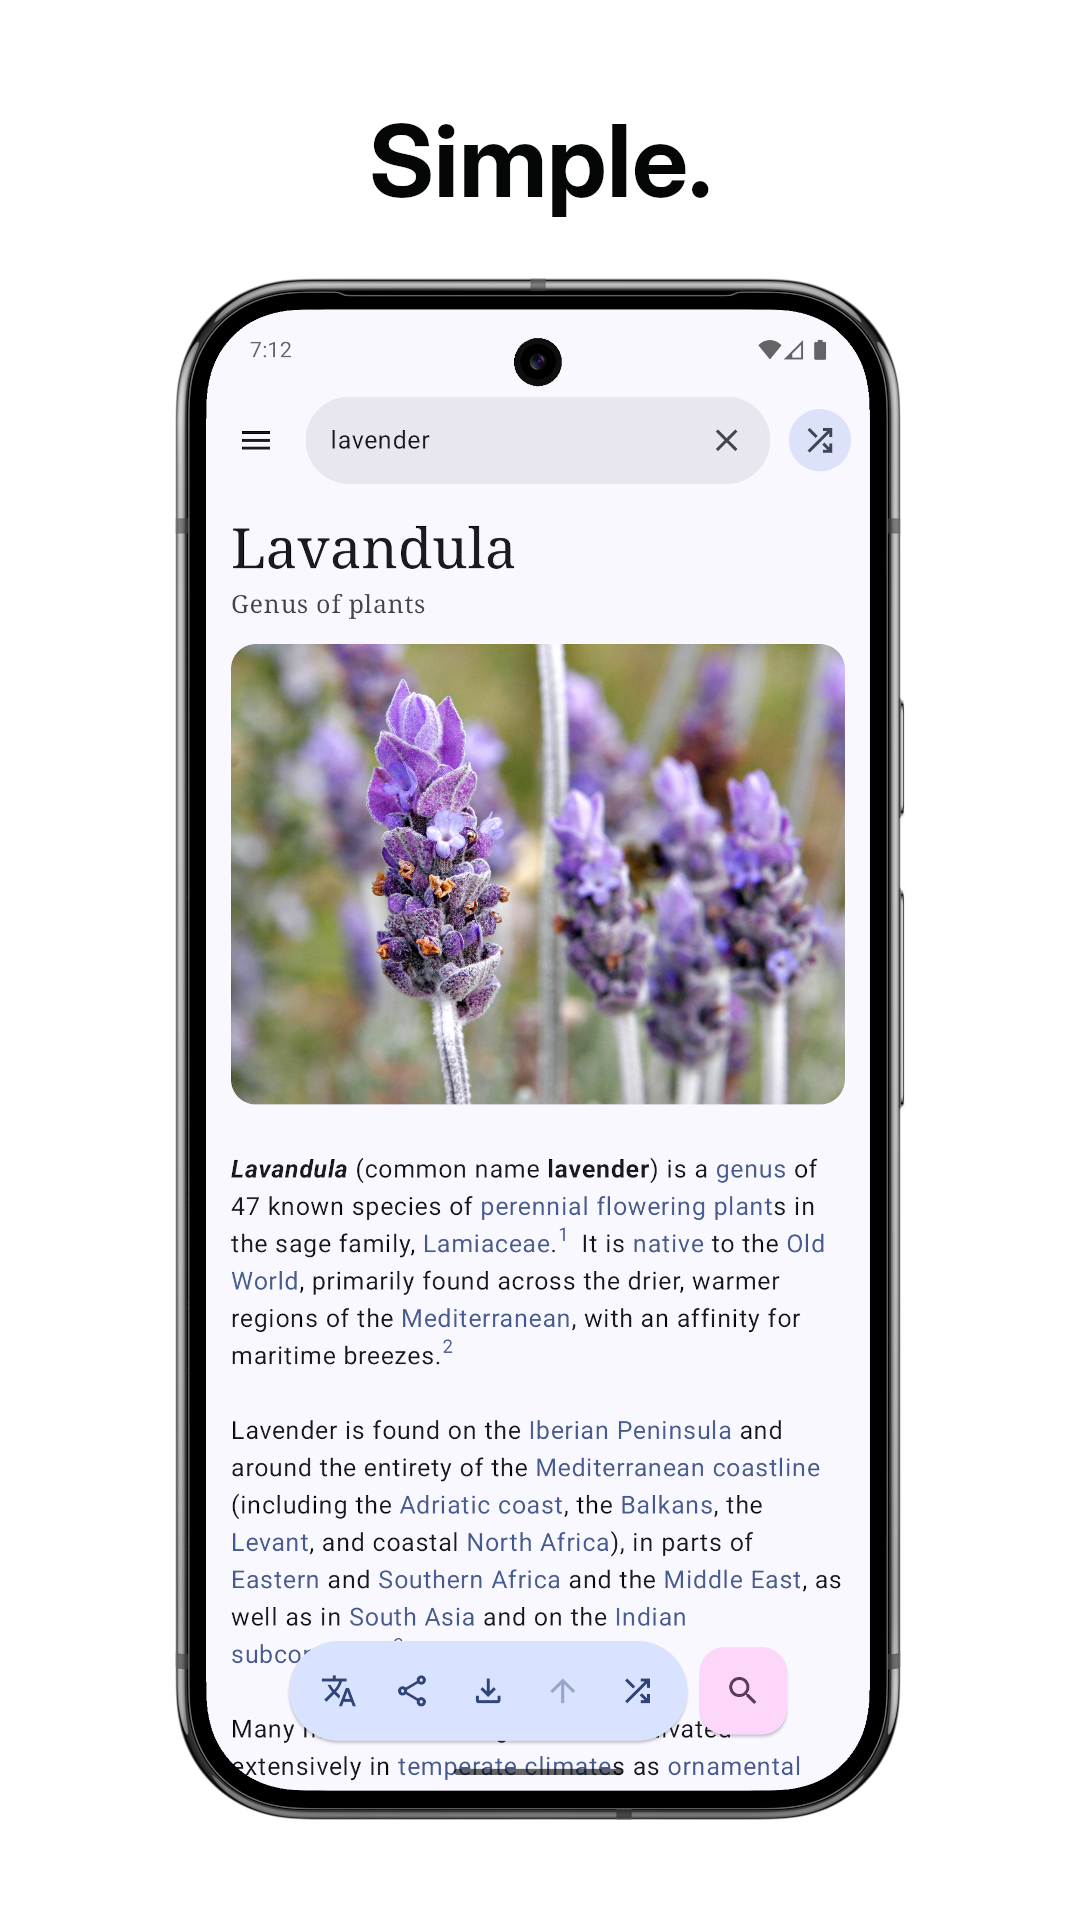 Simple.
7:12
lavender
Lavandula
Genus of plants
Lavandula (common name lavender) is a genus of
47 known species of perennial flowering plants in
the sage family, Lamiaceae.1 It is native to the Old
World, primarily found across the drier, warmer
regions of the Mediterranean, with an affinity for
maritime breezes.2
Lavender is found on the Iberian Peninsula and
around the entirety of the Mediterranean coastline
(including the Adriatic coast, the Balkans, the
Levant, and coastal North Africa), in parts of
Eastern and Southern Africa and the Middle East, as
well as in South Asia and on the Indian
Many
extensively in temperate climates as ornamental